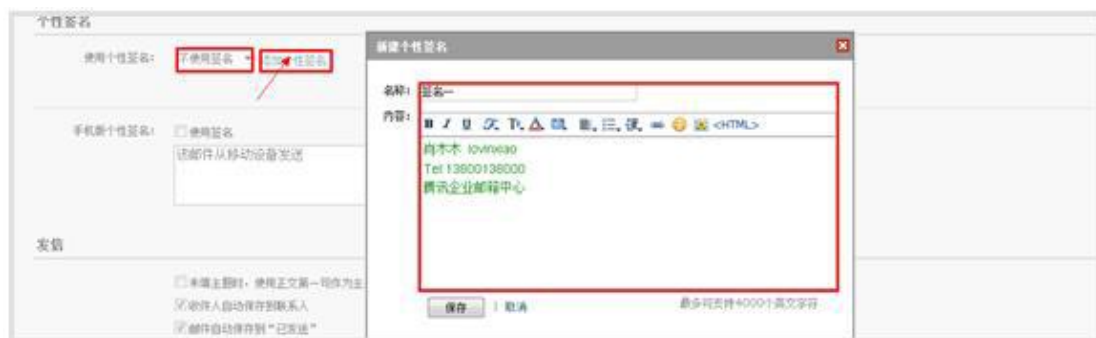 个性签名
使用个性签名:
不使用签名
添加个性签名
手机版个性签名:
使用签名
该邮件从移动设备发送
发信
未填主题时,使用正文第一句作为主
收件人自动保存到联系人
邮件自动保存到“已发送”
新建个性签名
名称:
签名一
内容:
B I U <HTML>
肖木木 lovinxiao
Tel 13800138000
腾讯企业邮箱中心
保存 | 取消
最多可支持4000个英文字符